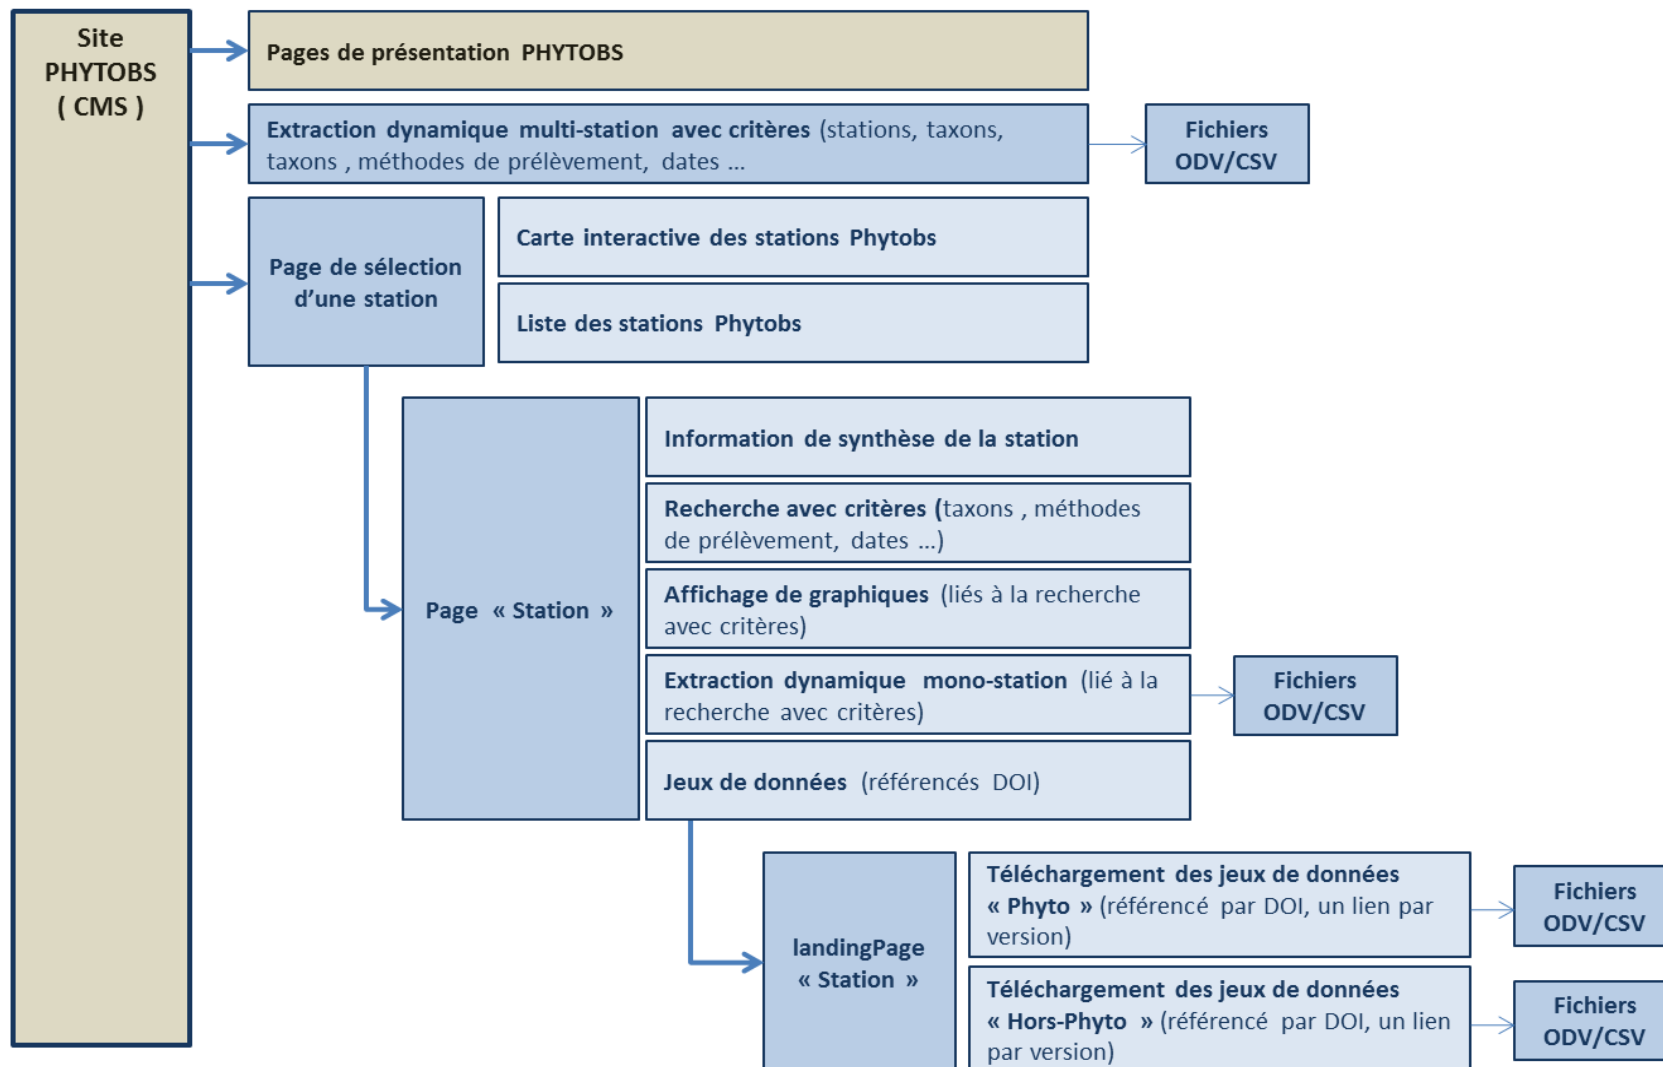 Site
PHYTOBS
( CMS )
Pages de présentation PHYTOBS
Extraction dynamique multi-station avec critères (stations, taxons,
taxons , méthodes de prélèvement, dates ...
Fichiers
ODV/CSV
Page de sélection
d'une station
Carte interactive des stations Phytobs
Liste des stations Phytobs
Page « Station »
Information de synthèse de la station
Recherche avec critères (taxons , méthodes
de prélèvement, dates ...)
Affichage de graphiques (liés à la recherche
avec critères)
Extraction dynamique mono-station (lié à la
recherche avec critères)
Fichiers
ODV/CSV
Jeux de données (référencés DOI)
landingPage
« Station »
Téléchargement des jeux de données
« Phyto » (référencé par DOI, un lien par
version)
Fichiers
ODV/CSV
Téléchargement des jeux de données
« Hors-Phyto » (référencé par DOI, un lien
par version)
Fichiers
ODV/CSV